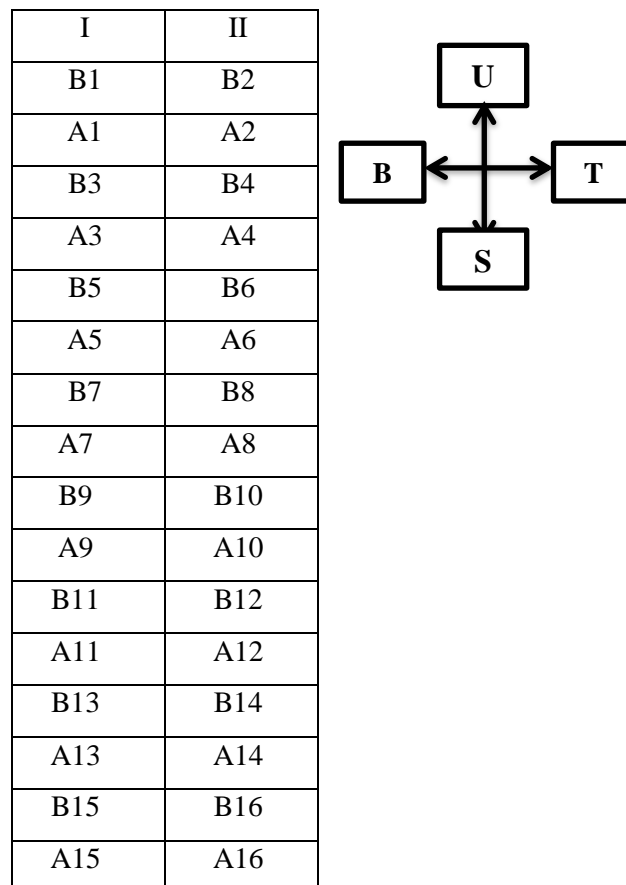 I II
B1 B2
A1 A2
B3 B4
A3 A4
B5 B6
A5 A6
B7 B8
A7 A8
B9 B10
A9 A10
B11 B12
A11 A12
B13 B14
A13 A14
B15 B16
A15 A16
U
B T
S